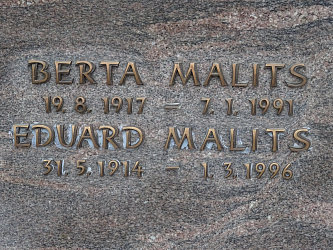 BERTA MALITS
19. 8. 1917 – 7. 1. 1991
EDUARD MALITS
31. 5. 1914 – 1. 3. 1996